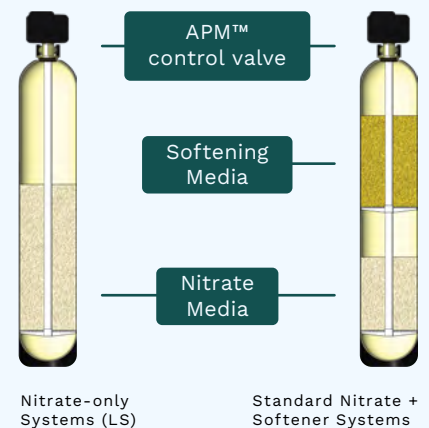 APM™
control valve
Softening
Media
Nitrate
Media
Nitrate-only
Systems (LS)
Standard Nitrate +
Softener Systems